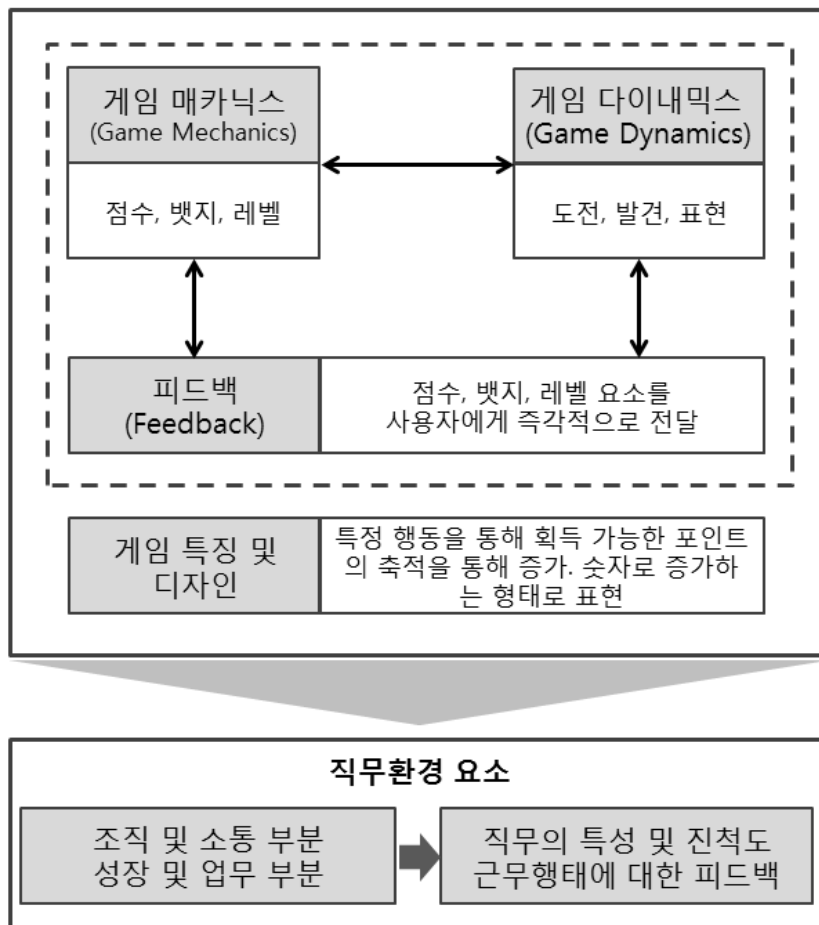 게임 매카닉스
(Game Mechanics)
점수, 뱃지, 레벨
게임 다이내믹스
(Game Dynamics)
도전, 발견, 표현
피드백
(Feedback)
점수, 뱃지, 레벨 요소를
사용자에게 즉각적으로 전달
게임 특징 및
디자인
특정 행동을 통해 획득 가능한 포인트
의 축적을 통해 증가. 숫자로 증가하
는 형태로 표현
직무환경 요소
조직 및 소통 부분
성장 및 업무 부분
직무의 특성 및 진척도
근무행태에 대한 피드백